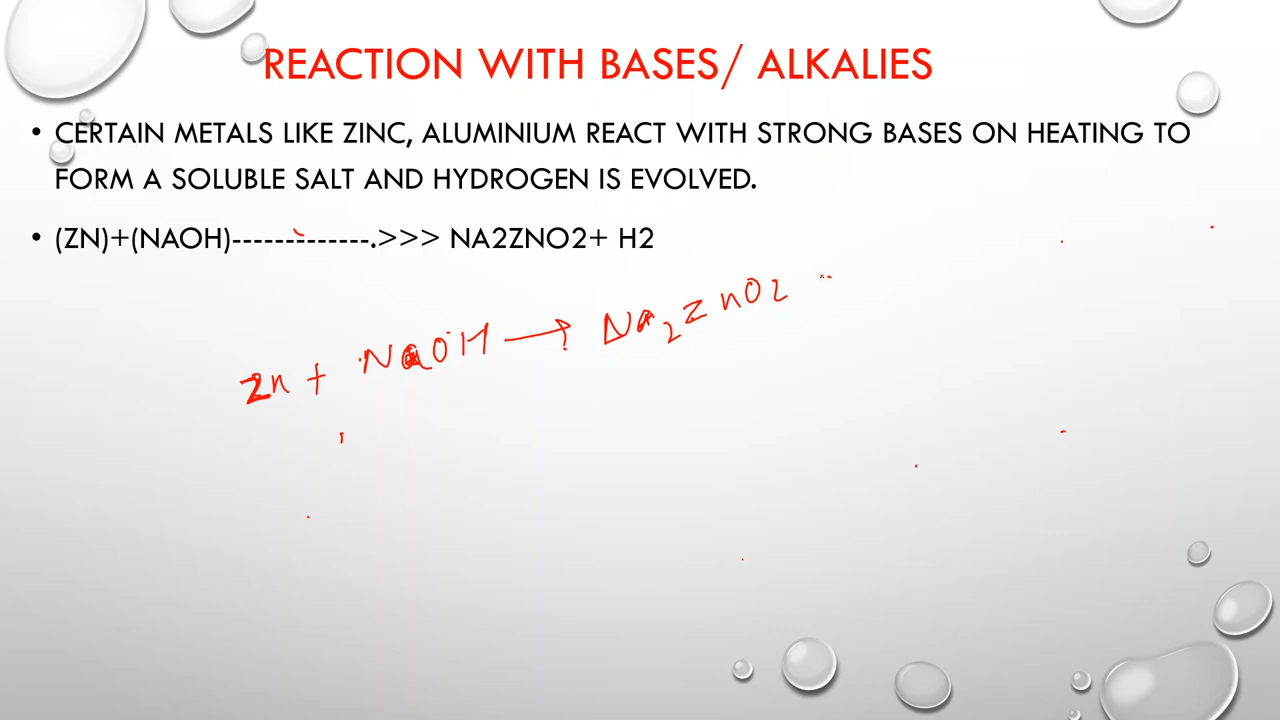 REACTION WITH BASES/ ALKALIES
• CERTAIN METALS LIKE ZINC, ALUMINIUM REACT WITH STRONG BASES ON HEATING TO
FORM A SOLUBLE SALT AND HYDROGEN IS EVOLVED.
• (ZN)+(NAOH)-------------.>>> NA2ZNO2+ H2
Zn + NaOH → Na₂ZnO2